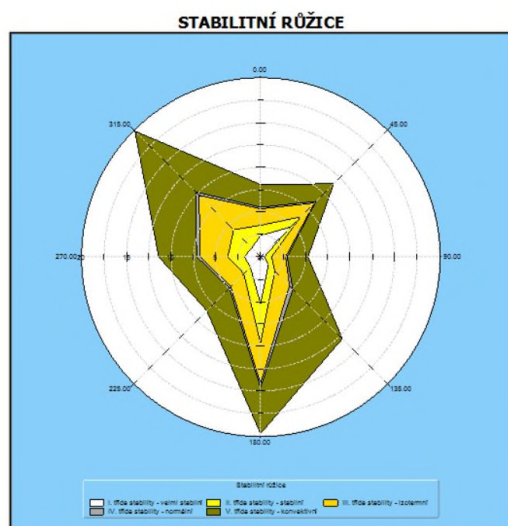 STABILITNÍ RŮŽICE
0.00
315.00
45.00
270.00
20
15
90.00
225.00
135.00
180.00
Stabilitní růžice
I. třída stability - velmi stabilní
II. třída stability - stabilní
III. třída stability - izotermní
IV. třída stability - normální
V. třída stability - konvektivní